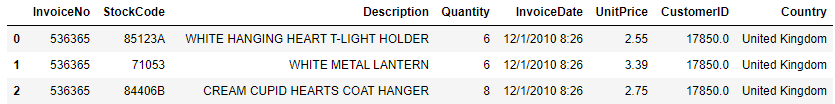 InvoiceNo StockCode Description Quantity InvoiceDate UnitPrice CustomerID Country
0 536365 85123A WHITE HANGING HEART T-LIGHT HOLDER 6 12/1/2010 8:26 2.55 17850.0 United Kingdom
1 536365 71053 WHITE METAL LANTERN 6 12/1/2010 8:26 3.39 17850.0 United Kingdom
2 536365 84406B CREAM CUPID HEARTS COAT HANGER 8 12/1/2010 8:26 2.75 17850.0 United Kingdom